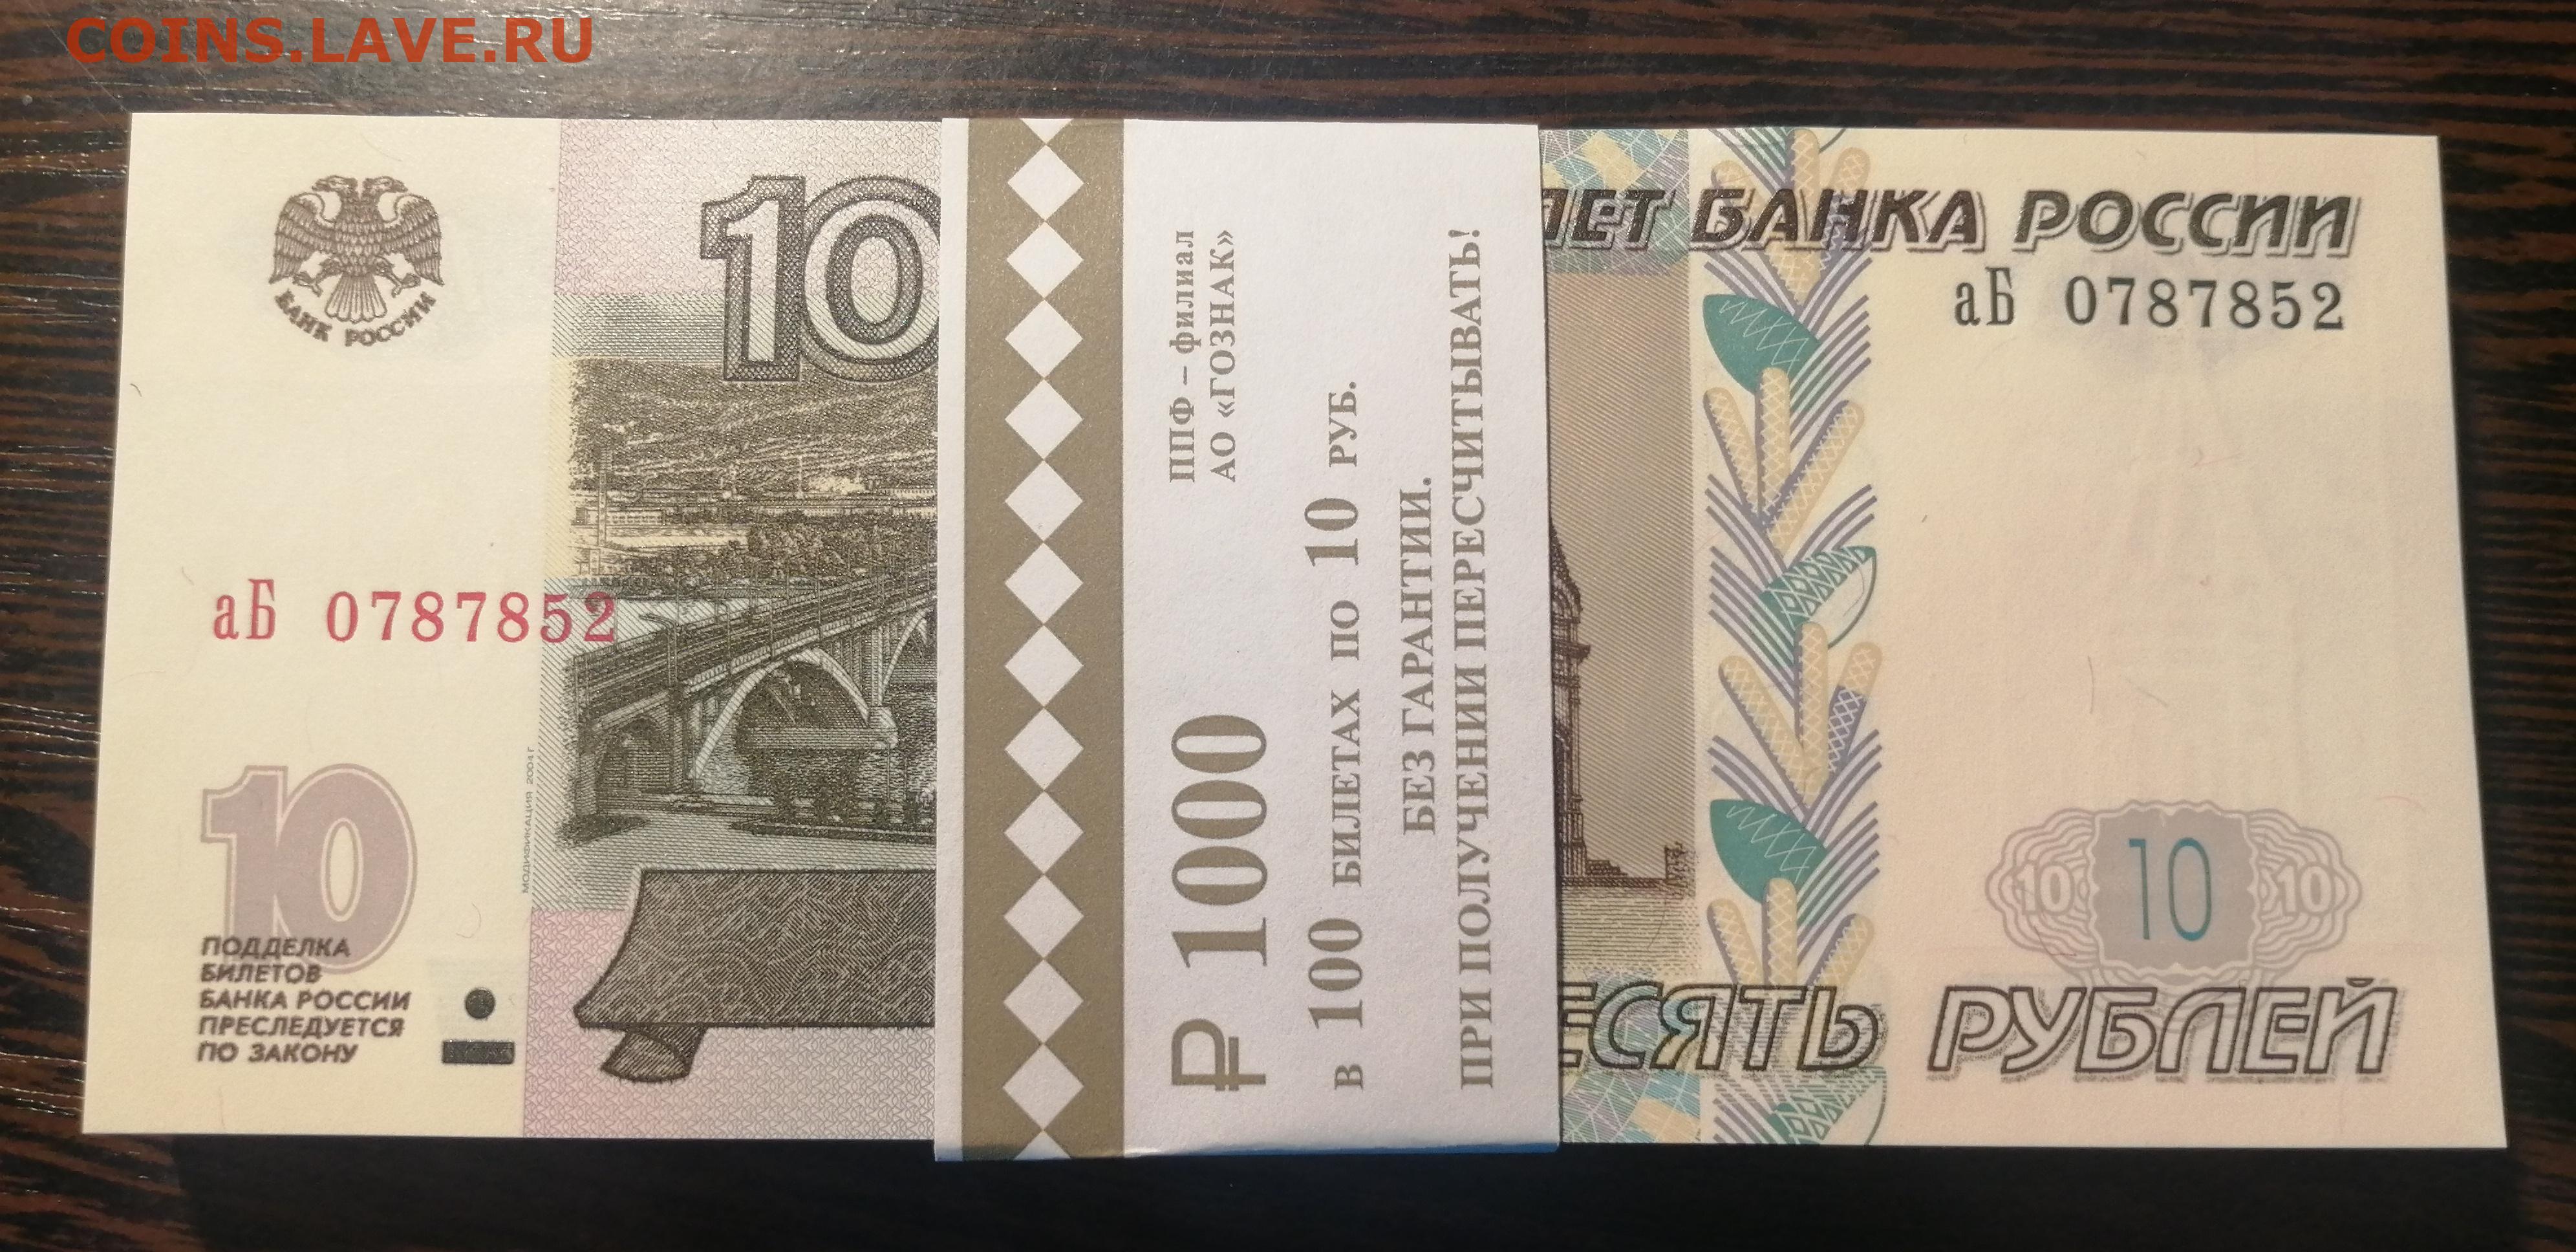 COINS.LAVE.RU
БАНК РОССИИ
10
аБ 0787852
МОДИФИКАЦИЯ 2004 г.
10
ПОДДЕЛКА
БИЛЕТОВ
БАНКА РОССИИ
ПРЕСЛЕДУЕТСЯ
ПО ЗАКОНУ
ППФ – филиал
АО «ГОЗНАК»
₽ 1000
В 100 БИЛЕТАХ ПО 10 РУБ.
БЕЗ ГАРАНТИИ.
ПРИ ПОЛУЧЕНИИ ПЕРЕСЧИТЫВАТЬ!
ЛЕТ БАНКА РОССИИ
аБ 0787852
10 10 10
ЕСЯТЬ РУБЛЕЙ